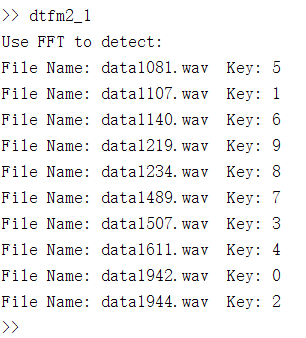 >> dtfm2_1
Use FFT to detect:
File Name: data1081.wav  Key: 5
File Name: data1107.wav  Key: 1
File Name: data1140.wav  Key: 6
File Name: data1219.wav  Key: 9
File Name: data1234.wav  Key: 8
File Name: data1489.wav  Key: 7
File Name: data1507.wav  Key: 3
File Name: data1611.wav  Key: 4
File Name: data1942.wav  Key: 0
File Name: data1944.wav  Key: 2
>>